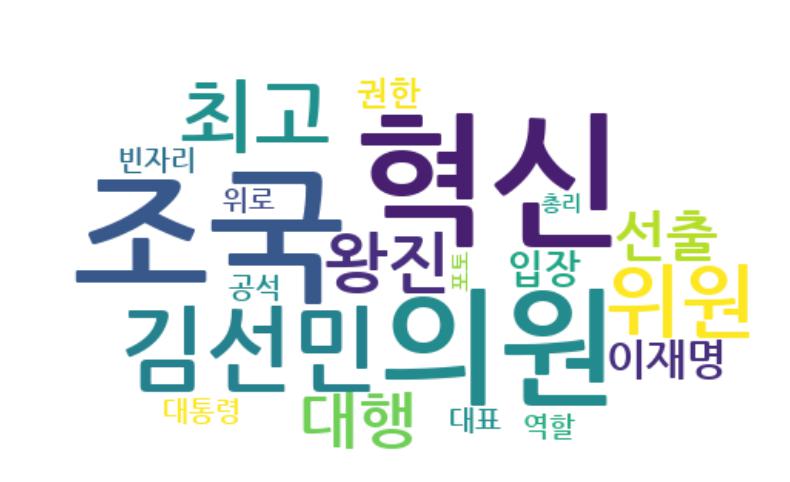 최고
권한
혁신
빈자리
조국
위로
총리
선출
왕진
입장
포토
공석
위원
김선민
의원
이재명
대통령
대행
대표
역할